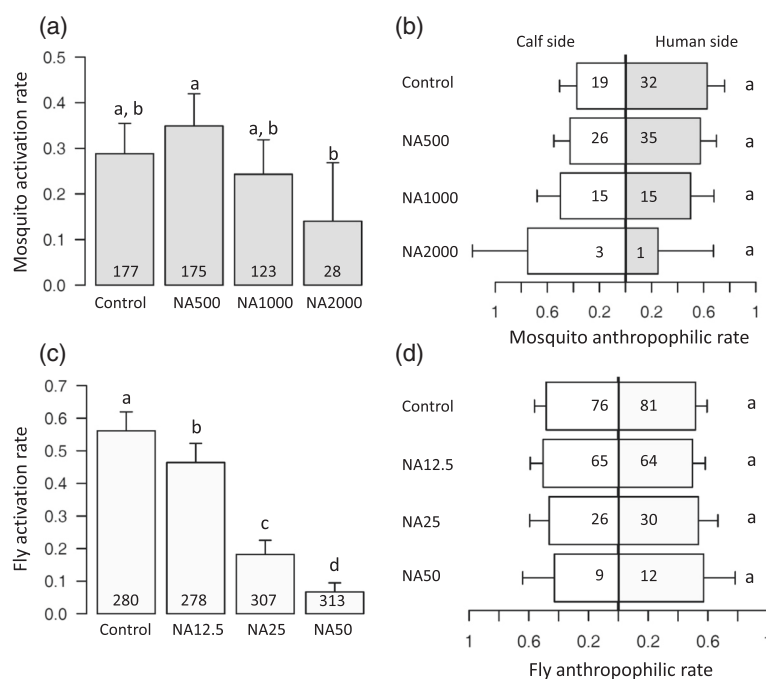 (a)
Mosquito activation rate
0.5
0.4
0.3
0.2
0.1
0.0
a, b
a
a, b
b
177
175
123
28
Control
NA500
NA1000
NA2000
(b)
Calf side
Human side
Control
19
32
a
NA500
26
35
a
NA1000
15
15
a
NA2000
3
1
a
1
0.6
0.2
0.2
0.6
1
Mosquito anthropophilic rate
(c)
Fly activation rate
0.7
0.6
0.5
0.4
0.3
0.2
0.1
0.0
a
b
c
d
280
278
307
313
Control
NA12.5
NA25
NA50
(d)
Control
76
81
a
NA12.5
65
64
a
NA25
26
30
a
NA50
9
12
a
1
0.6
0.2
0.2
0.6
1
Fly anthropophilic rate